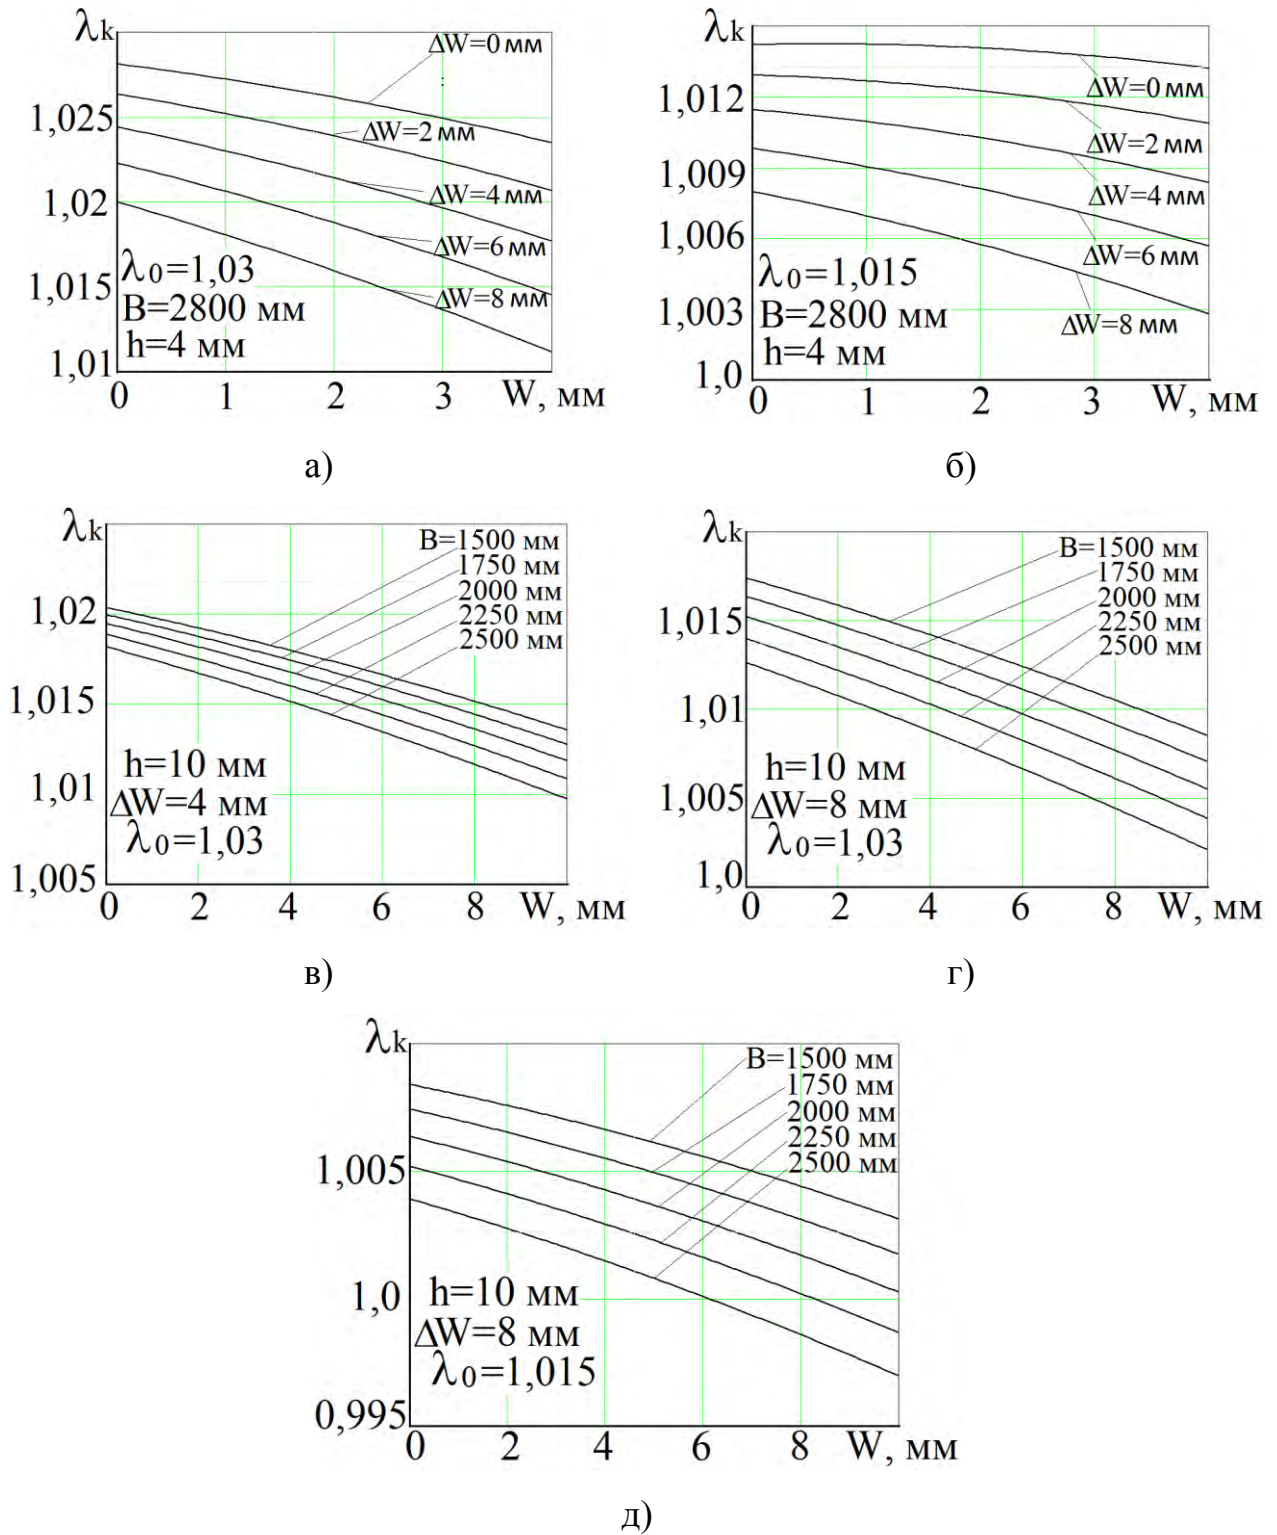 λk
ΔW=0 мм
1,025
ΔW=2 мм
ΔW=4 мм
1,02
ΔW=6 мм
λ0=1,03
1,015
ΔW=8 мм
B=2800 мм
h=4 мм
1,01
0 1 2 3 W, мм
а)
λk
ΔW=0 мм
1,012
ΔW=2 мм
1,009
ΔW=4 мм
1,006
ΔW=6 мм
λ0=1,015
1,003
B=2800 мм
ΔW=8 мм
h=4 мм
1,0
0 1 2 3 W, мм
б)
λk
B=1500 мм
1750 мм
2000 мм
1,02
2250 мм
2500 мм
1,015
h=10 мм
1,01
ΔW=4 мм
λ0=1,03
1,005
0 2 4 6 8 W, мм
в)
λk
B=1500 мм
1750 мм
2000 мм
1,015
2250 мм
2500 мм
1,01
h=10 мм
1,005
ΔW=8 мм
λ0=1,03
1,0
0 2 4 6 8 W, мм
г)
λk
B=1500 мм
1750 мм
2000 мм
2250 мм
1,005
2500 мм
1,0
h=10 мм
ΔW=8 мм
λ0=1,015
0,995
0 2 4 6 8 W, мм
д)